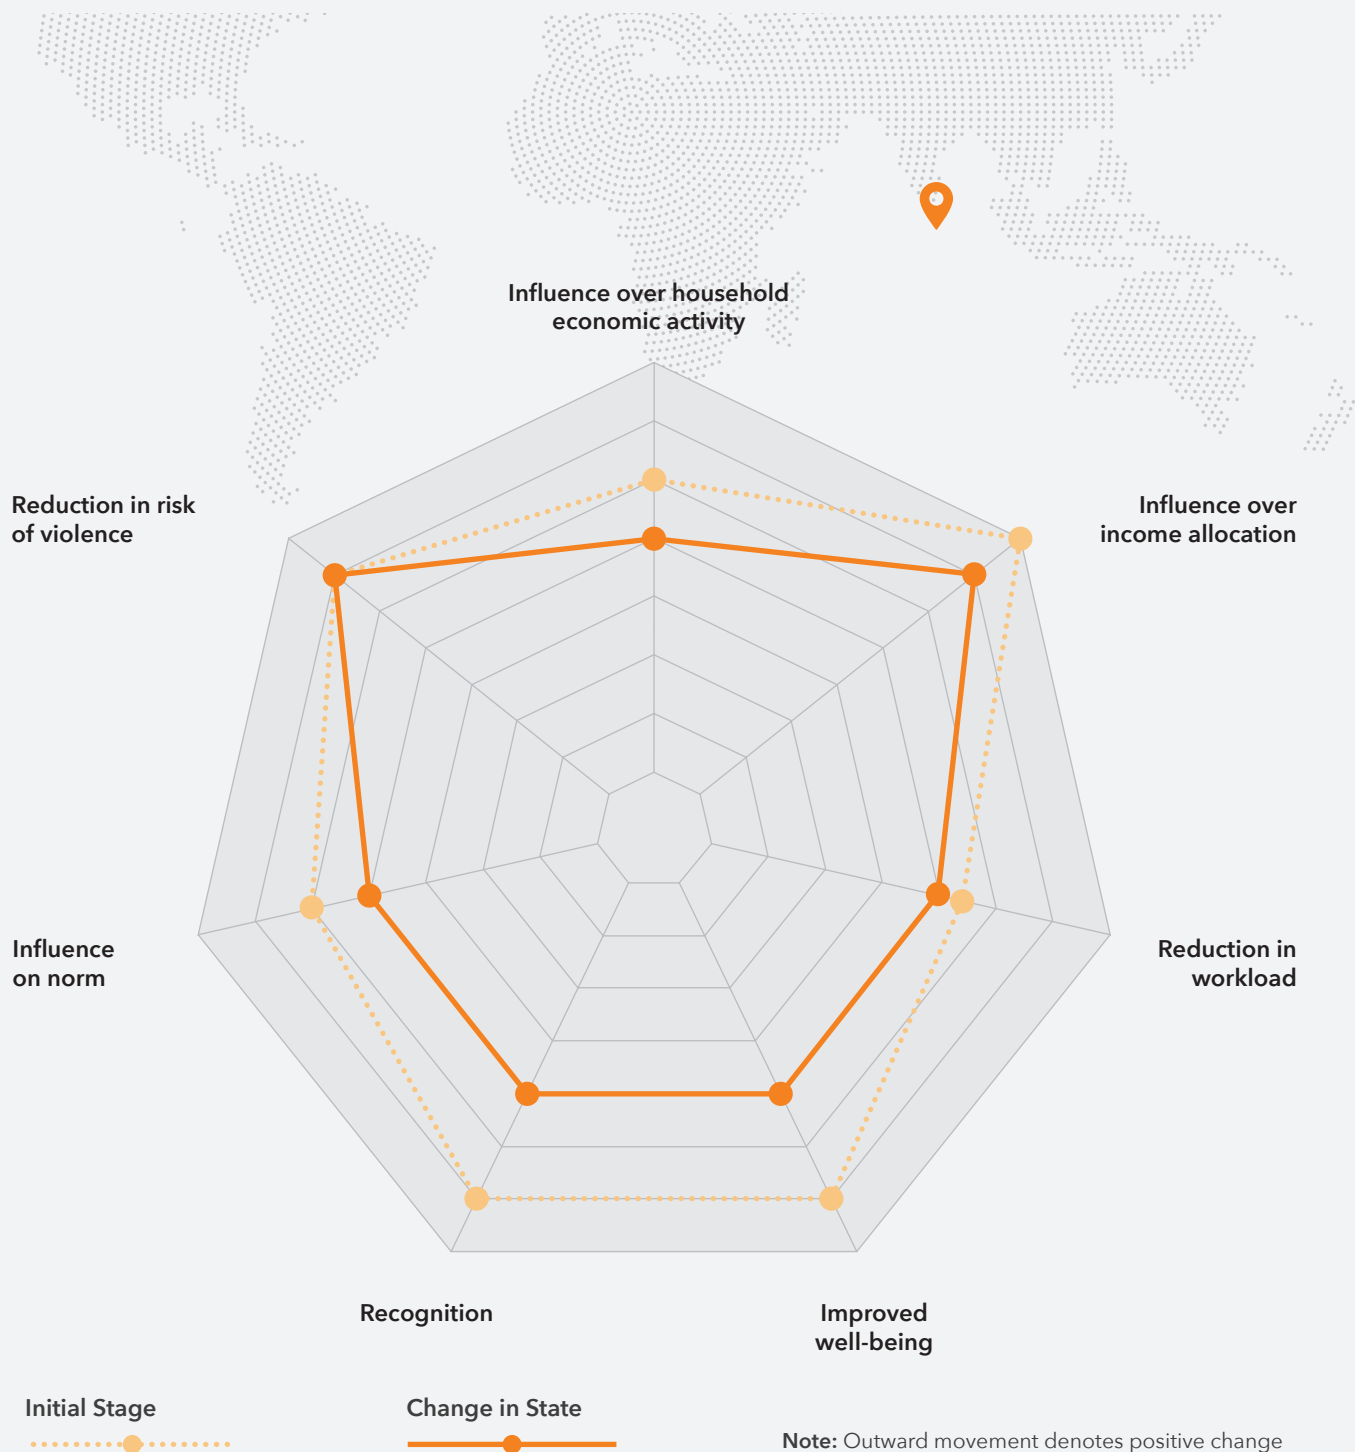 Influence over household
economic activity
Reduction in risk
of violence
Influence over
income allocation
Influence
on norm
Reduction in
workload
Recognition
Improved
well-being
Initial Stage
Change in State
Note: Outward movement denotes positive change